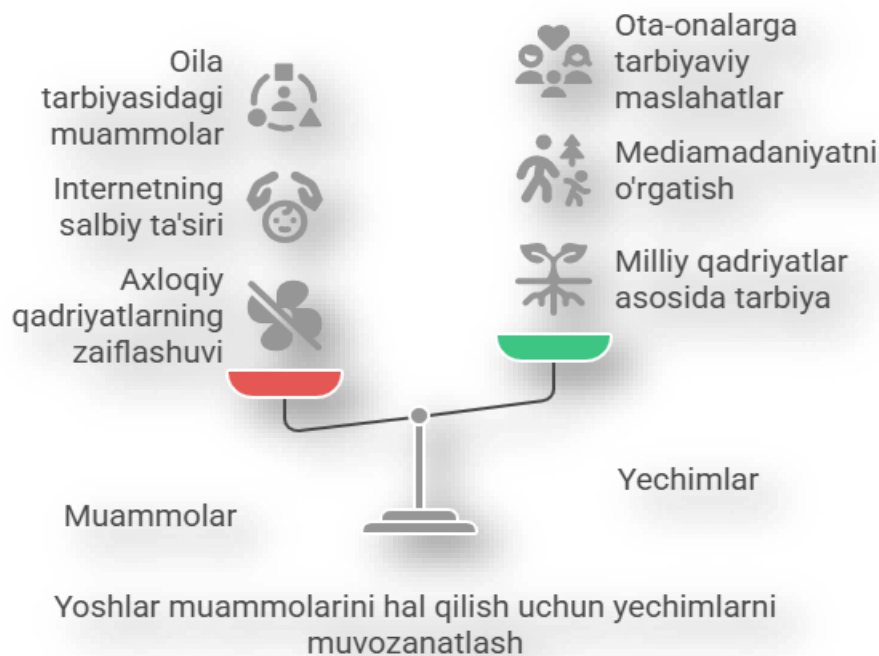 Oila
tarbiyasidagi
muammolar
Internetning
salbiy ta'siri
Axloqiy
qadriyatlarning
zaiflashuvi
Ota-onalarga
tarbiyaviy
maslahatlar
Mediamadaniyatni
o'rgatish
Milliy qadriyatlar
asosida tarbiya
Muammolar
Yechimlar
Yoshlar muammolarini hal qilish uchun yechimlarni
muvozanatlash